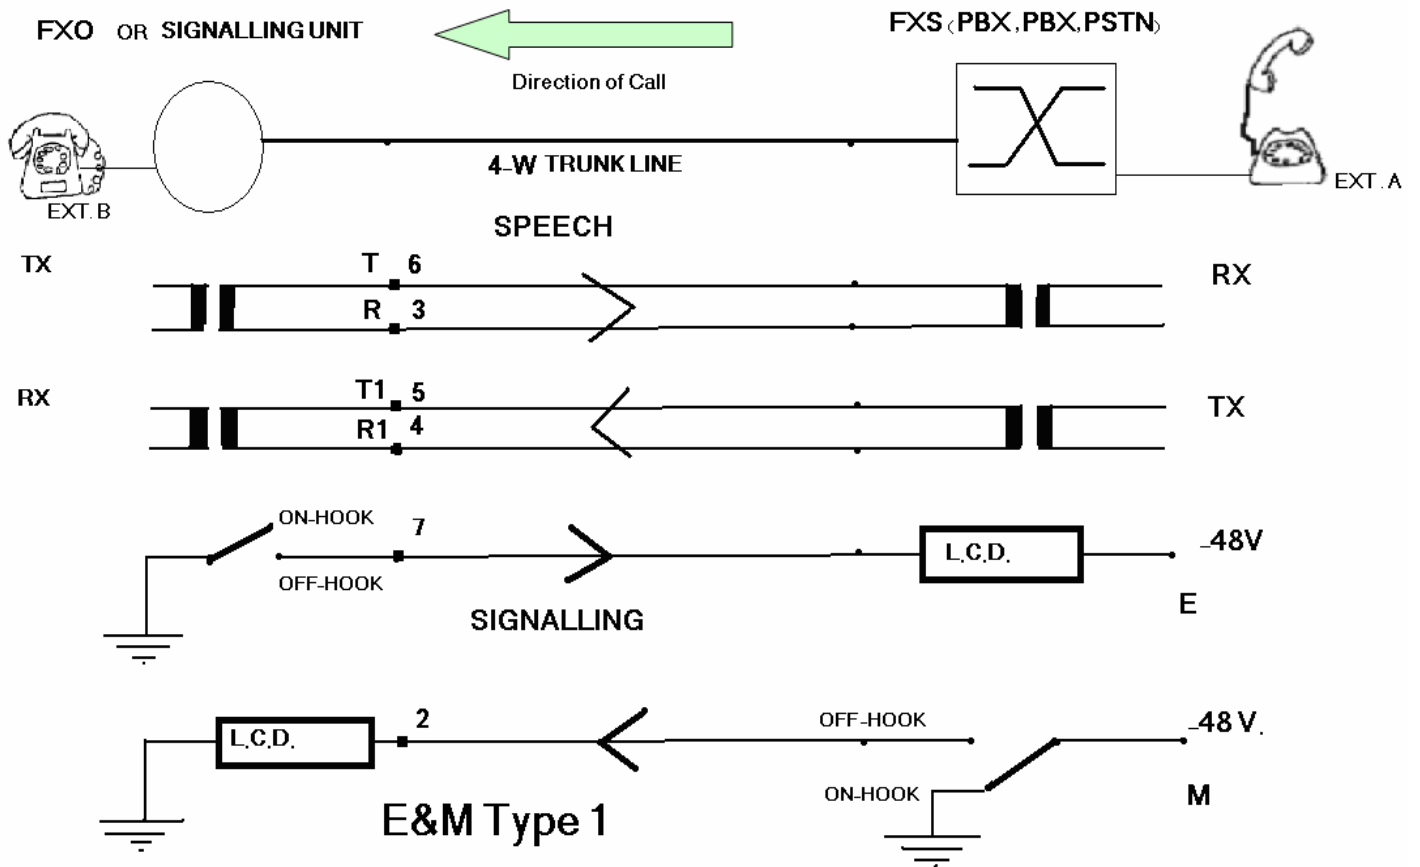 FXO OR SIGNALLING UNIT
FXS (PBX,PBX,PSTN)
Direction of Call
4-W TRUNK LINE
EXT. B
EXT. A
SPEECH
TX
T 6
RX
R 3
RX
T1 5
TX
R1 4
ON-HOOK
7
L.C.D.
-48V
OFF-HOOK
E
SIGNALLING
2
OFF-HOOK
-48 V.
L.C.D.
ON-HOOK
M
E&M Type 1